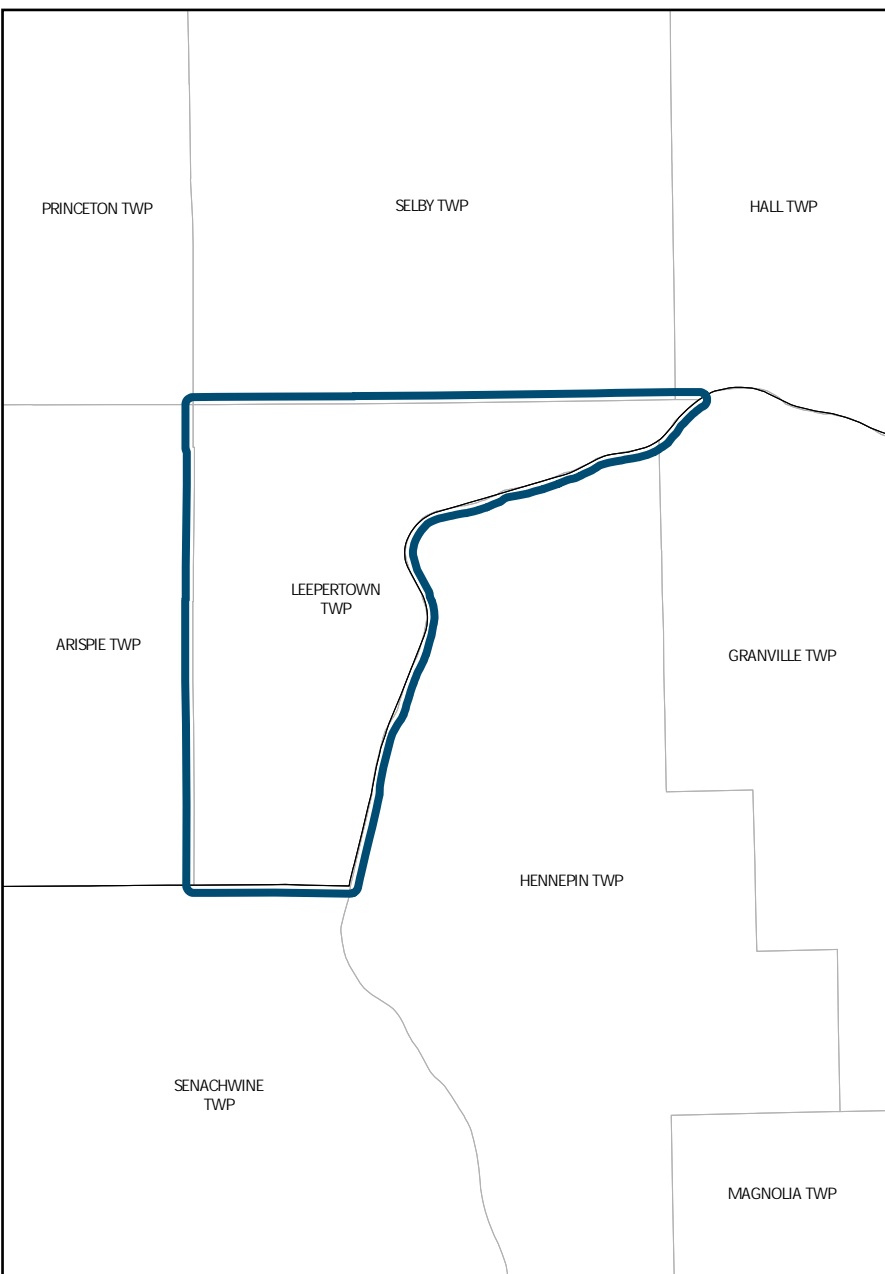 PRINCETON TWP
SELBY TWP
HALL TWP
LEEPERTOWN
TWP
ARISPIE TWP
GRANVILLE TWP
HENNEPIN TWP
SENACHWINE
TWP
MAGNOLIA TWP